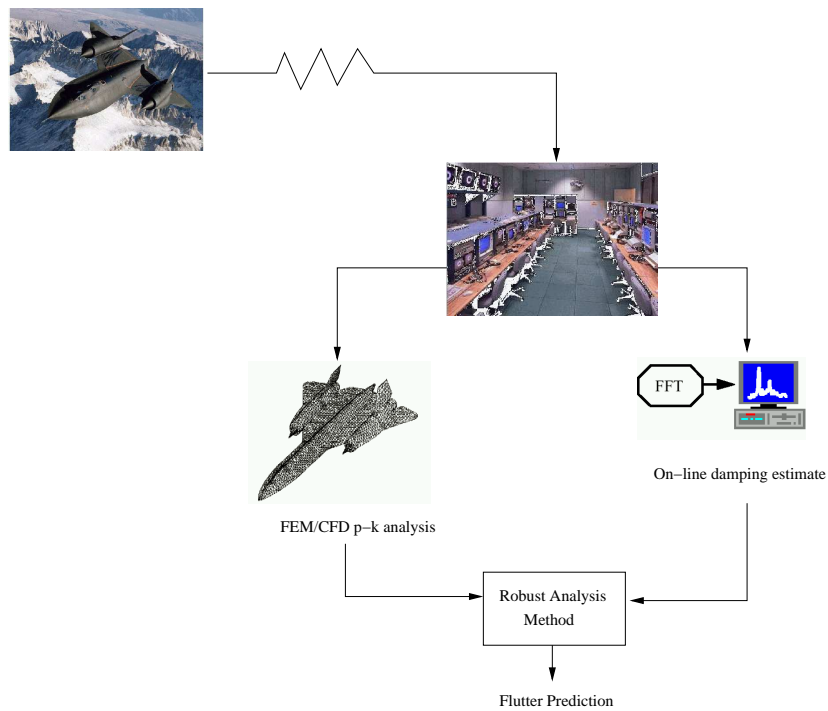 FFT
On−line damping estimate
FEM/CFD p−k analysis
Robust Analysis
Method
Flutter Prediction